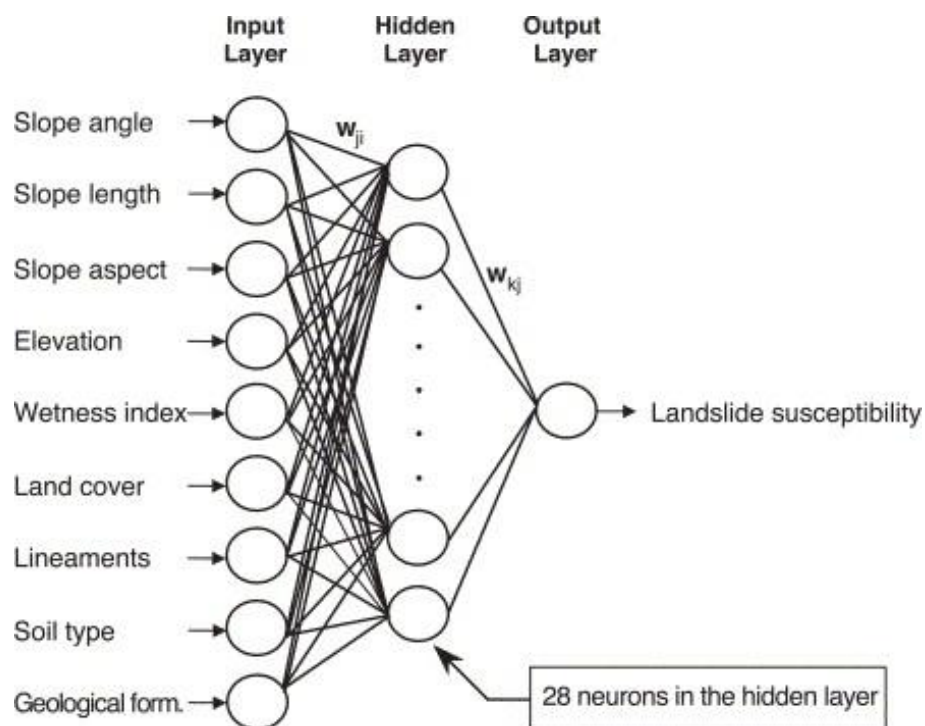 Input
Layer
Hidden
Layer
Output
Layer
Slope angle
w_ji
Slope length
Slope aspect
w_kj
Elevation
Wetness index
Landslide susceptibility
Land cover
Lineaments
Soil type
Geological form.
28 neurons in the hidden layer